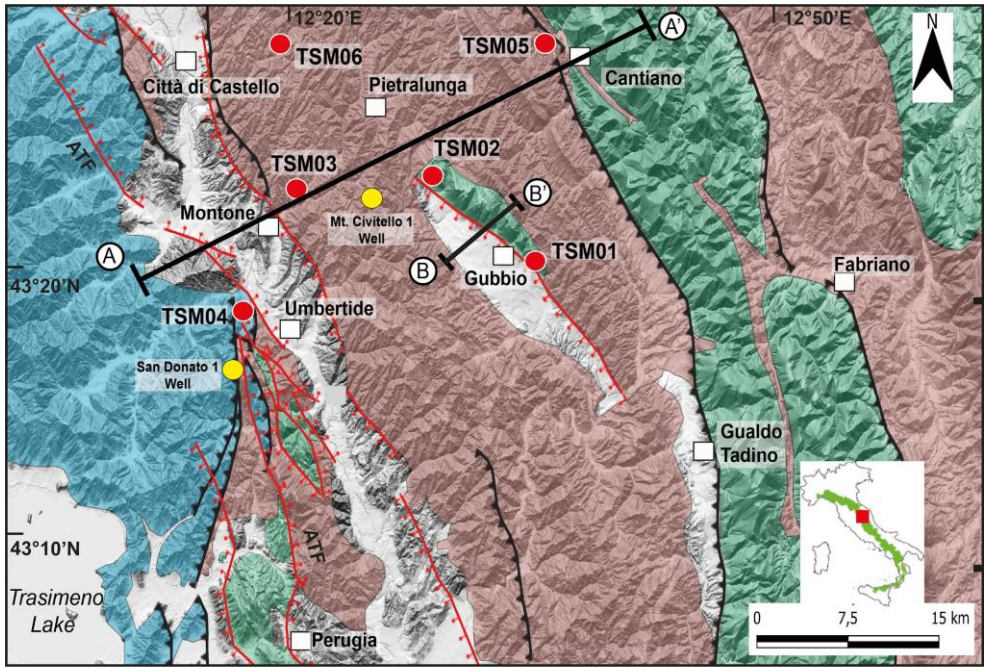 12°20'E
12°50'E
N
A'
TSM06
TSM05
Città di Castello
Cantiano
Pietralunga
ATF
TSM02
TSM03
B'
Mt. Civitello 1
Well
Montone
A
B
Gubbio
TSM01
Fabriano
43°20'N
TSM04
Umbertide
San Donato 1
Well
Gualdo
Tadino
43°10'N
ATF
Trasimeno
Lake
0
7,5
15 km
Perugia